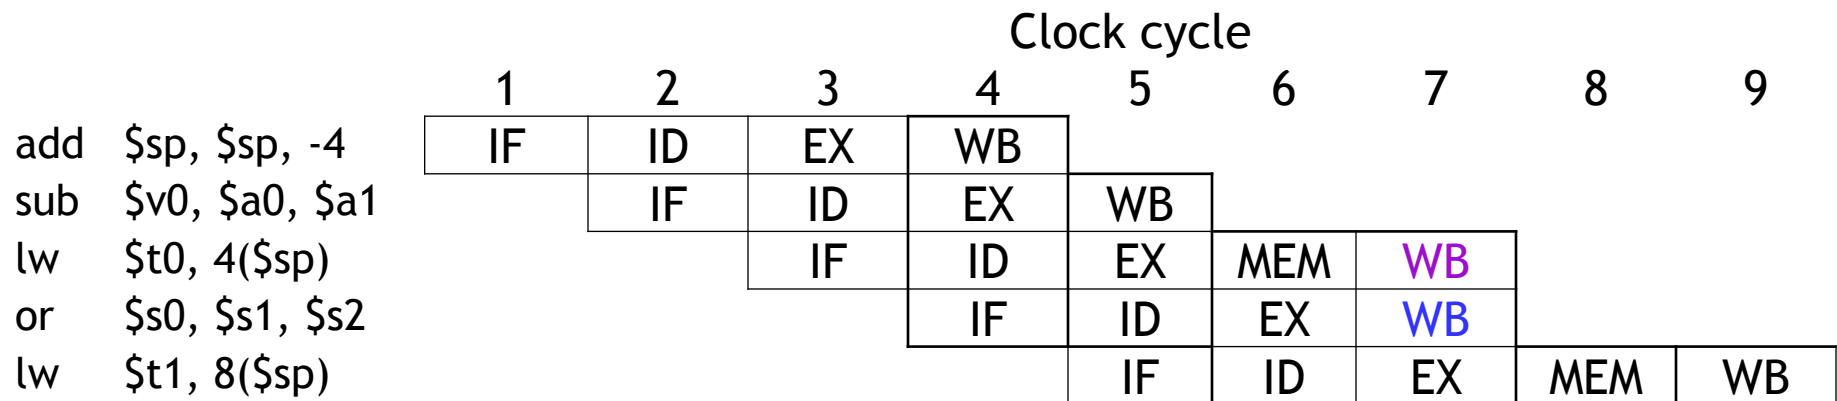 Clock cycle
1 2 3 4 5 6 7 8 9
add $sp, $sp, -4 IF ID EX WB
sub $v0, $a0, $a1 IF ID EX WB
lw $t0, 4($sp) IF ID EX MEM WB
or $s0, $s1, $s2 IF ID EX WB
lw $t1, 8($sp) IF ID EX MEM WB